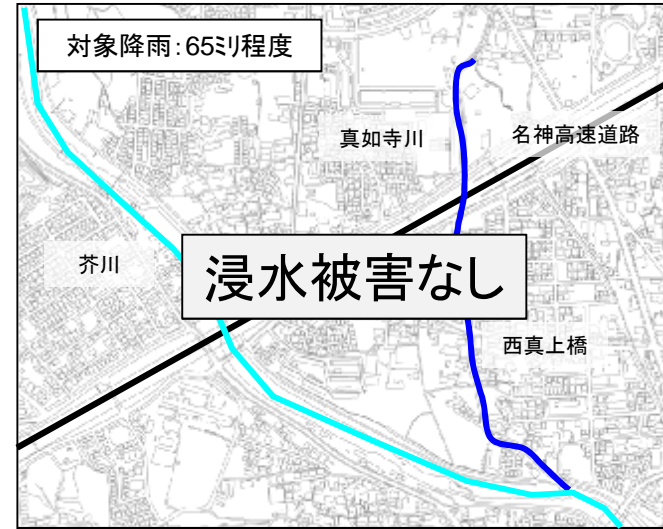 対象降雨:65ミリ程度
真如寺川
名神高速道路
芥川
浸水被害なし
西真上橋